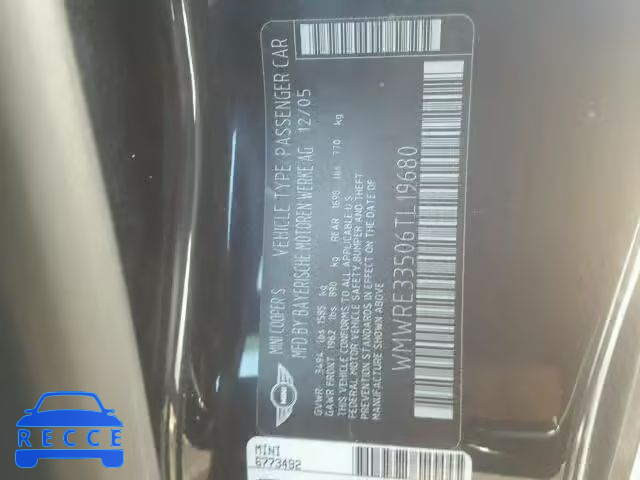 MINI COOPER S VEHICLE TYPE: PASSENGER CAR
MFD BY BAYERISCHE MOTOREN WERKE AG 12/05
GVWR 3494 lbs 1585 kg
GAWR FRONT 1962 lbs 890 kg REAR 1698 lbs 770 kg
THIS VEHICLE CONFORMS TO ALL APPLICABLE U.S.
FEDERAL MOTOR VEHICLE SAFETY, BUMPER AND THEFT
PREVENTION STANDARDS IN EFFECT ON THE DATE OF
MANUFACTURE SHOWN ABOVE
WMWRE33506TL19680
MINI
MINI
6773492
RECCE